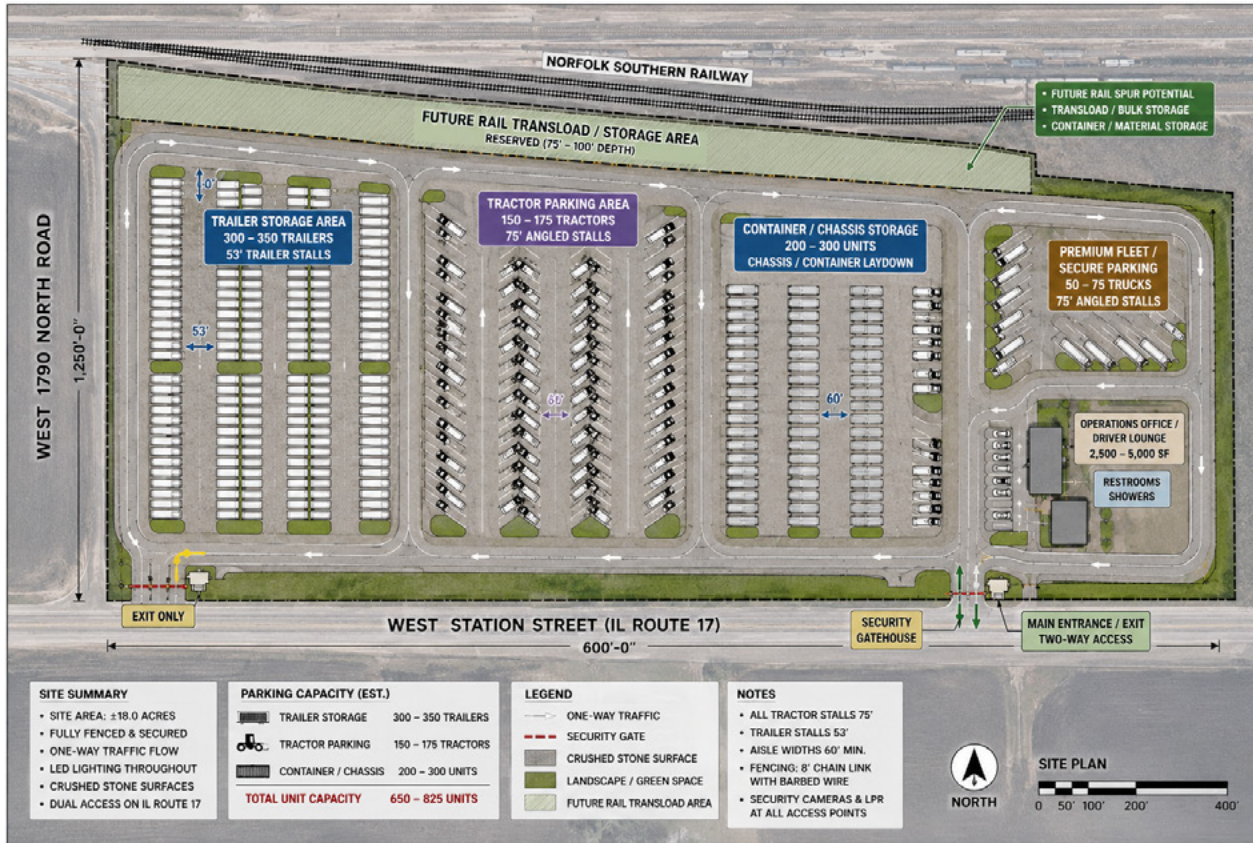 NORFOLK SOUTHERN RAILWAY
• FUTURE RAIL SPUR POTENTIAL
• TRANSLOAD / BULK STORAGE
• CONTAINER / MATERIAL STORAGE
FUTURE RAIL TRANSLOAD / STORAGE AREA
RESERVED (75' – 100' DEPTH)
TRAILER STORAGE AREA
300 – 350 TRAILERS
53' TRAILER STALLS
TRACTOR PARKING AREA
150 – 175 TRACTORS
75' ANGLED STALLS
CONTAINER / CHASSIS STORAGE
200 – 300 UNITS
CHASSIS / CONTAINER LAYDOWN
PREMIUM FLEET /
SECURE PARKING
50 – 75 TRUCKS
75' ANGLED STALLS
WEST 1790 NORTH ROAD
1,250'-0"
53'
60'
OPERATIONS OFFICE /
DRIVER LOUNGE
2,500 – 5,000 SF
RESTROOMS
SHOWERS
EXIT ONLY
WEST STATION STREET (IL ROUTE 17)
600'-0"
SECURITY
GATEHOUSE
MAIN ENTRANCE / EXIT
TWO-WAY ACCESS
SITE SUMMARY
• SITE AREA: ±18.0 ACRES
• FULLY FENCED & SECURED
• ONE-WAY TRAFFIC FLOW
• LED LIGHTING THROUGHOUT
• CRUSHED STONE SURFACES
• DUAL ACCESS ON IL ROUTE 17
PARKING CAPACITY (EST.)
TRAILER STORAGE 300 – 350 TRAILERS
TRACTOR PARKING 150 – 175 TRACTORS
CONTAINER / CHASSIS 200 – 300 UNITS
TOTAL UNIT CAPACITY 650 – 825 UNITS
LEGEND
ONE-WAY TRAFFIC
SECURITY GATE
CRUSHED STONE SURFACE
LANDSCAPE / GREEN SPACE
FUTURE RAIL TRANSLOAD AREA
NOTES
• ALL TRACTOR STALLS 75'
• TRAILER STALLS 53'
• AISLE WIDTHS 60' MIN.
• FENCING: 8' CHAIN LINK
WITH BARBED WIRE
• SECURITY CAMERAS & LPR
AT ALL ACCESS POINTS
NORTH
SITE PLAN
0 50' 100' 200' 400'